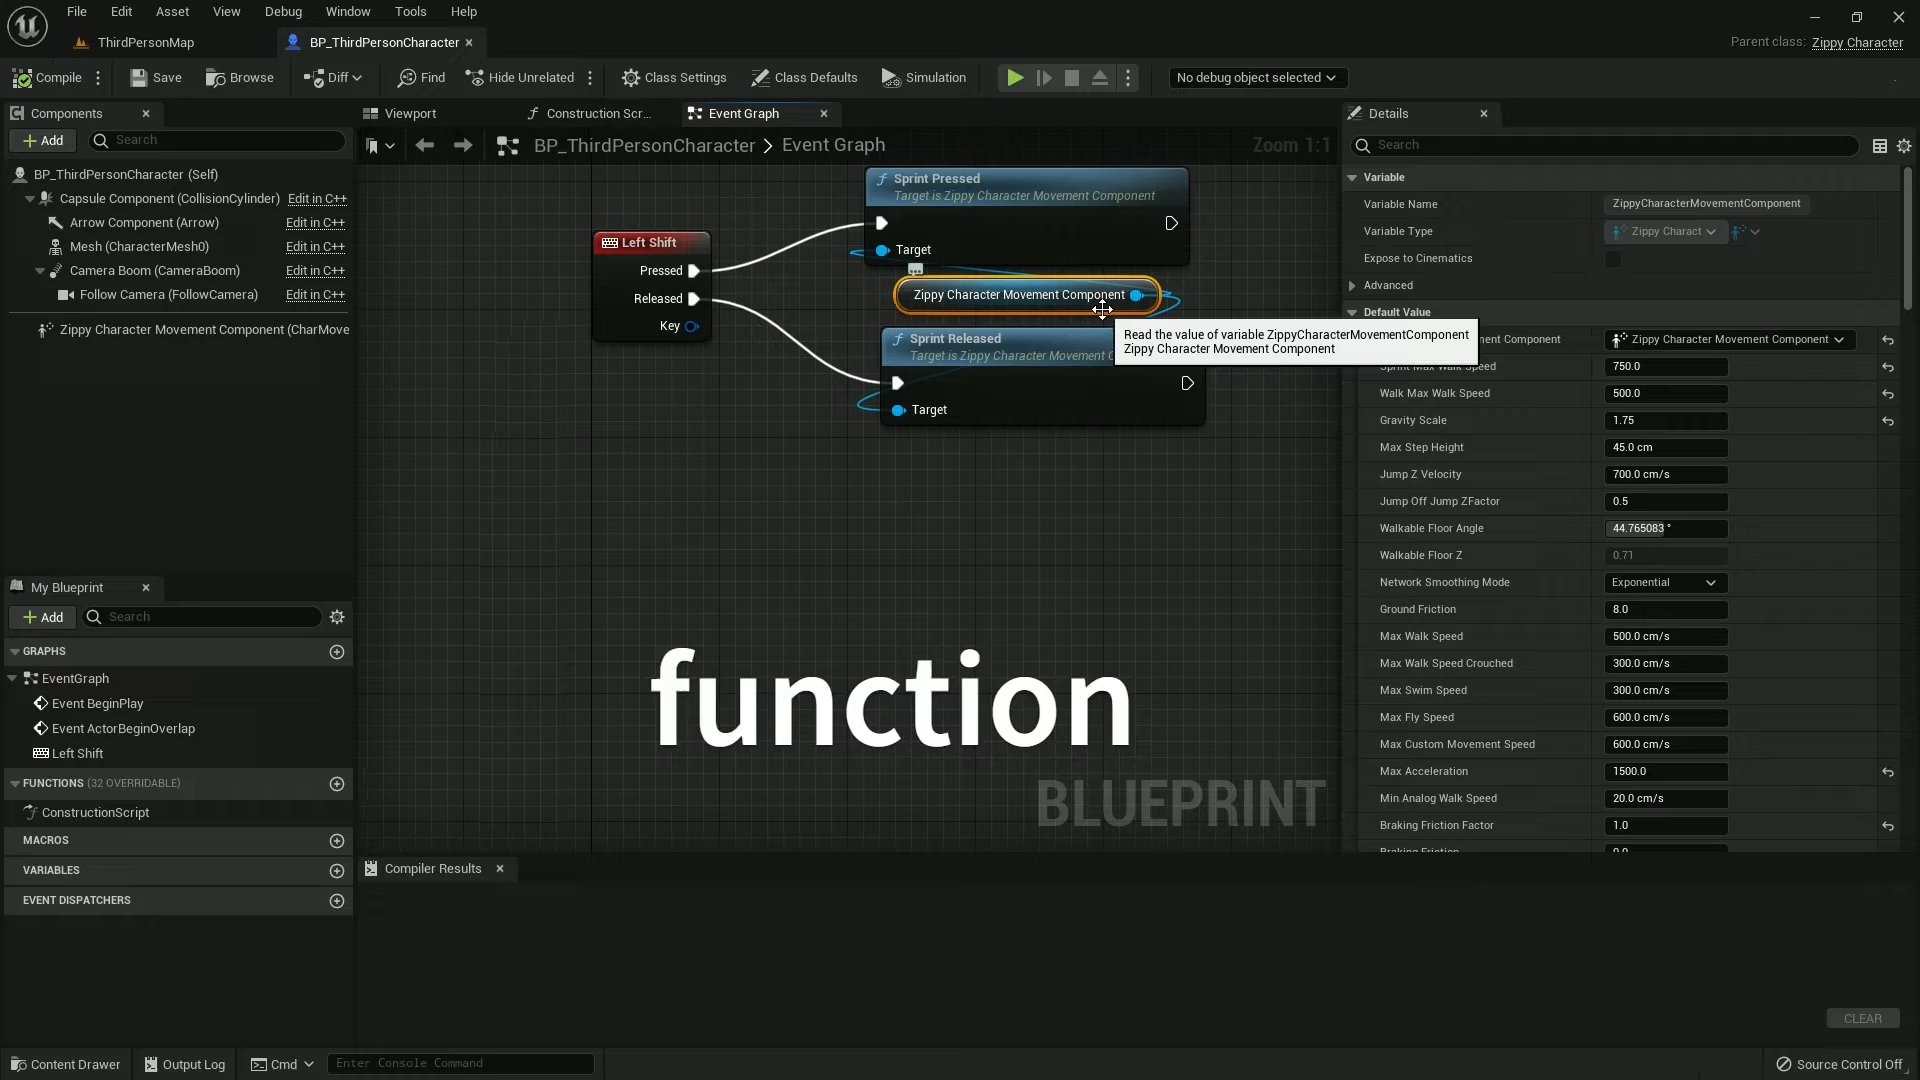 File Edit Asset View Debug Window Tools Help
ThirdPersonMap
BP_ThirdPersonCharacter
Parent class: Zippy Character
Compile
Save
Browse
Diff
Find
Hide Unrelated
Class Settings
Class Defaults
Simulation
No debug object selected
Components
Add
Search
BP_ThirdPersonCharacter (Self)
Capsule Component (CollisionCylinder) Edit in C++
Arrow Component (Arrow) Edit in C++
Mesh (CharacterMesh0) Edit in C++
Camera Boom (CameraBoom) Edit in C++
Follow Camera (FollowCamera) Edit in C++
Zippy Character Movement Component (CharMove
My Blueprint
Add
Search
GRAPHS
EventGraph
Event BeginPlay
Event ActorBeginOverlap
Left Shift
FUNCTIONS (32 OVERRIDABLE)
ConstructionScript
MACROS
VARIABLES
EVENT DISPATCHERS
Viewport
Construction Scr...
Event Graph
BP_ThirdPersonCharacter > Event Graph
Zoom 1:1
Left Shift
Pressed
Released
Key
Sprint Pressed
Target is Zippy Character Movement Component
Target
Zippy Character Movement Component
Read the value of variable ZippyCharacterMovementComponent
Zippy Character Movement Component
Sprint Released
Target is Zippy Character Movement C
Target
function
BLUEPRINT
Compiler Results
CLEAR
Details
Search
Variable
Variable Name ZippyCharacterMovementComponent
Variable Type Zippy Charact
Expose to Cinematics
Advanced
Default Value
ent Component Zippy Character Movement Component
Sprint Max Walk Speed 750.0
Walk Max Walk Speed 500.0
Gravity Scale 1.75
Max Step Height 45.0 cm
Jump Z Velocity 700.0 cm/s
Jump Off Jump ZFactor 0.5
Walkable Floor Angle 44.765083 °
Walkable Floor Z 0.71
Network Smoothing Mode Exponential
Ground Friction 8.0
Max Walk Speed 500.0 cm/s
Max Walk Speed Crouched 300.0 cm/s
Max Swim Speed 300.0 cm/s
Max Fly Speed 600.0 cm/s
Max Custom Movement Speed 600.0 cm/s
Max Acceleration 1500.0
Min Analog Walk Speed 20.0 cm/s
Braking Friction Factor 1.0
Braking Friction 0.0
Content Drawer
Output Log
Cmd
Enter Console Command
Source Control Off